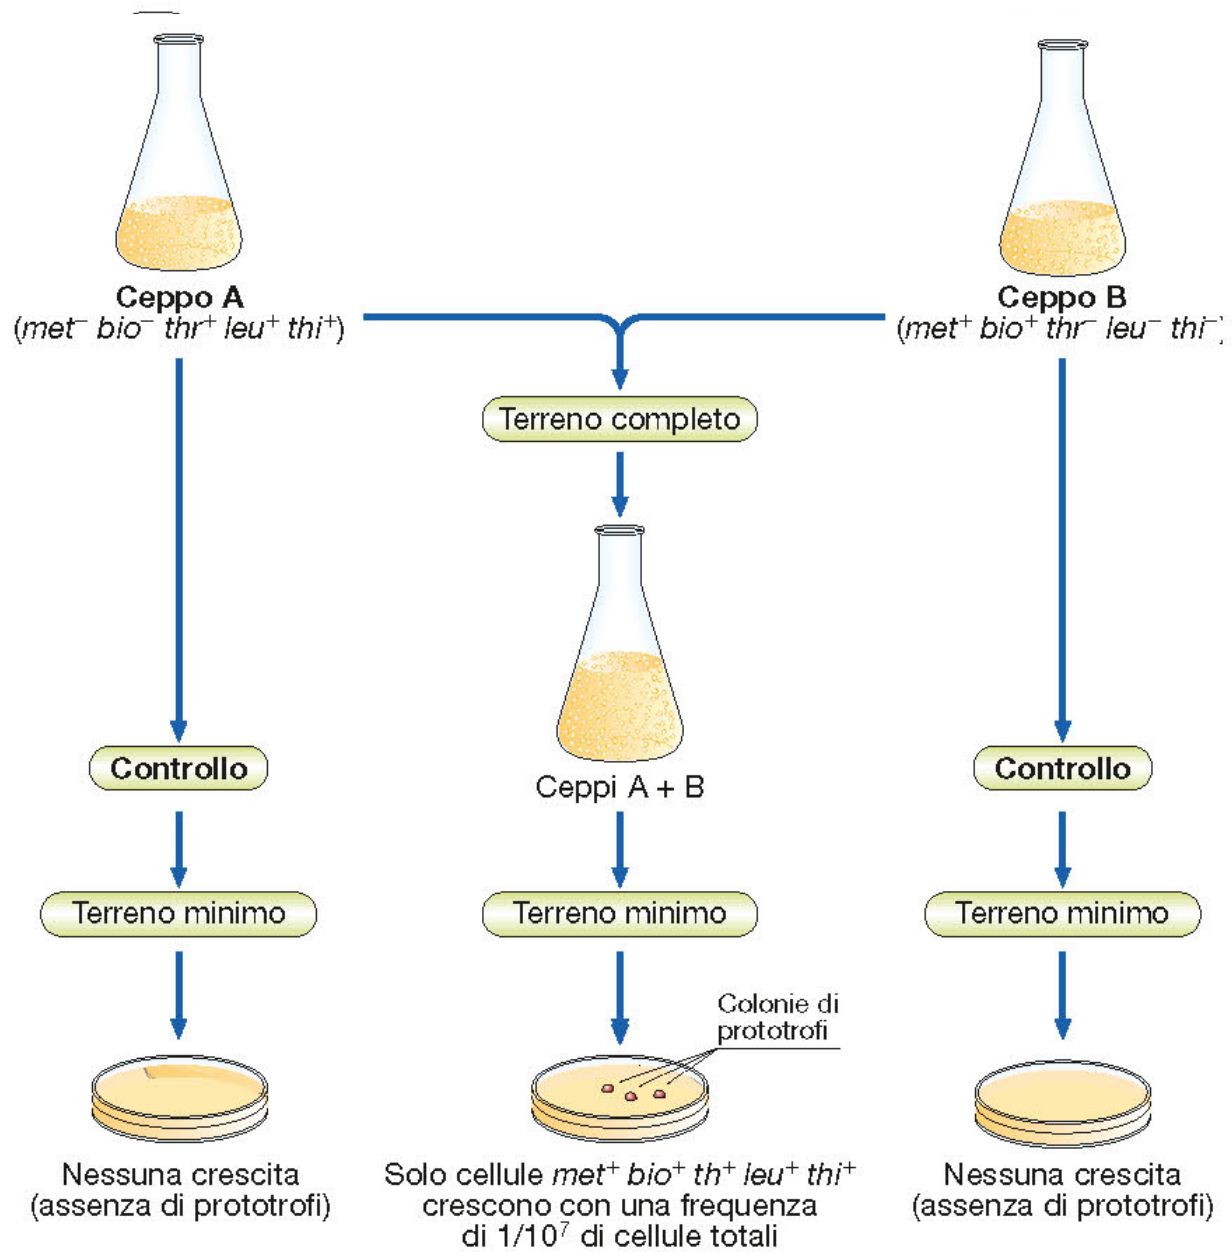 Ceppo A
(met⁻ bio⁻ thr⁺ leu⁺ thi⁺)
Ceppo B
(met⁺ bio⁺ thr⁻ leu⁻ thi⁻)
Terreno completo
Ceppi A + B
Controllo
Controllo
Terreno minimo
Terreno minimo
Terreno minimo
Colonie di
prototrofi
Nessuna crescita
(assenza di prototrofi)
Solo cellule met⁺ bio⁺ th⁺ leu⁺ thi⁺
crescono con una frequenza
di 1/10⁷ di cellule totali
Nessuna crescita
(assenza di prototrofi)